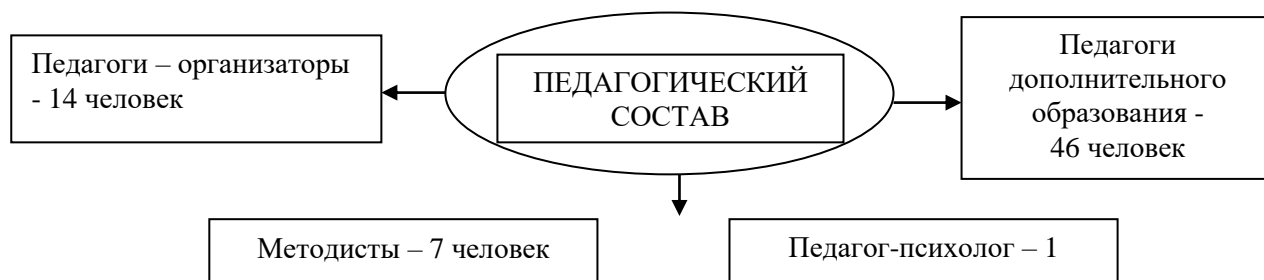 Педагоги – организаторы
- 14 человек
ПЕДАГОГИЧЕСКИЙ
СОСТАВ
Педагоги
дополнительного
образования -
46 человек
Методисты – 7 человек
Педагог-психолог – 1